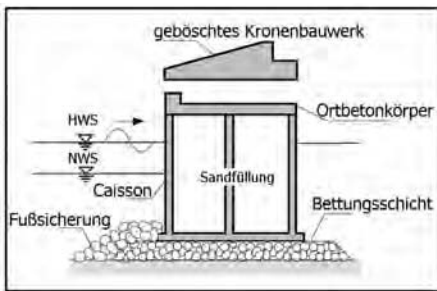 geböschtes Kronenbauwerk
HWS
Ortbetonkörper
NWS
Caisson
Sandfüllung
Bettungsschicht
Fußsicherung